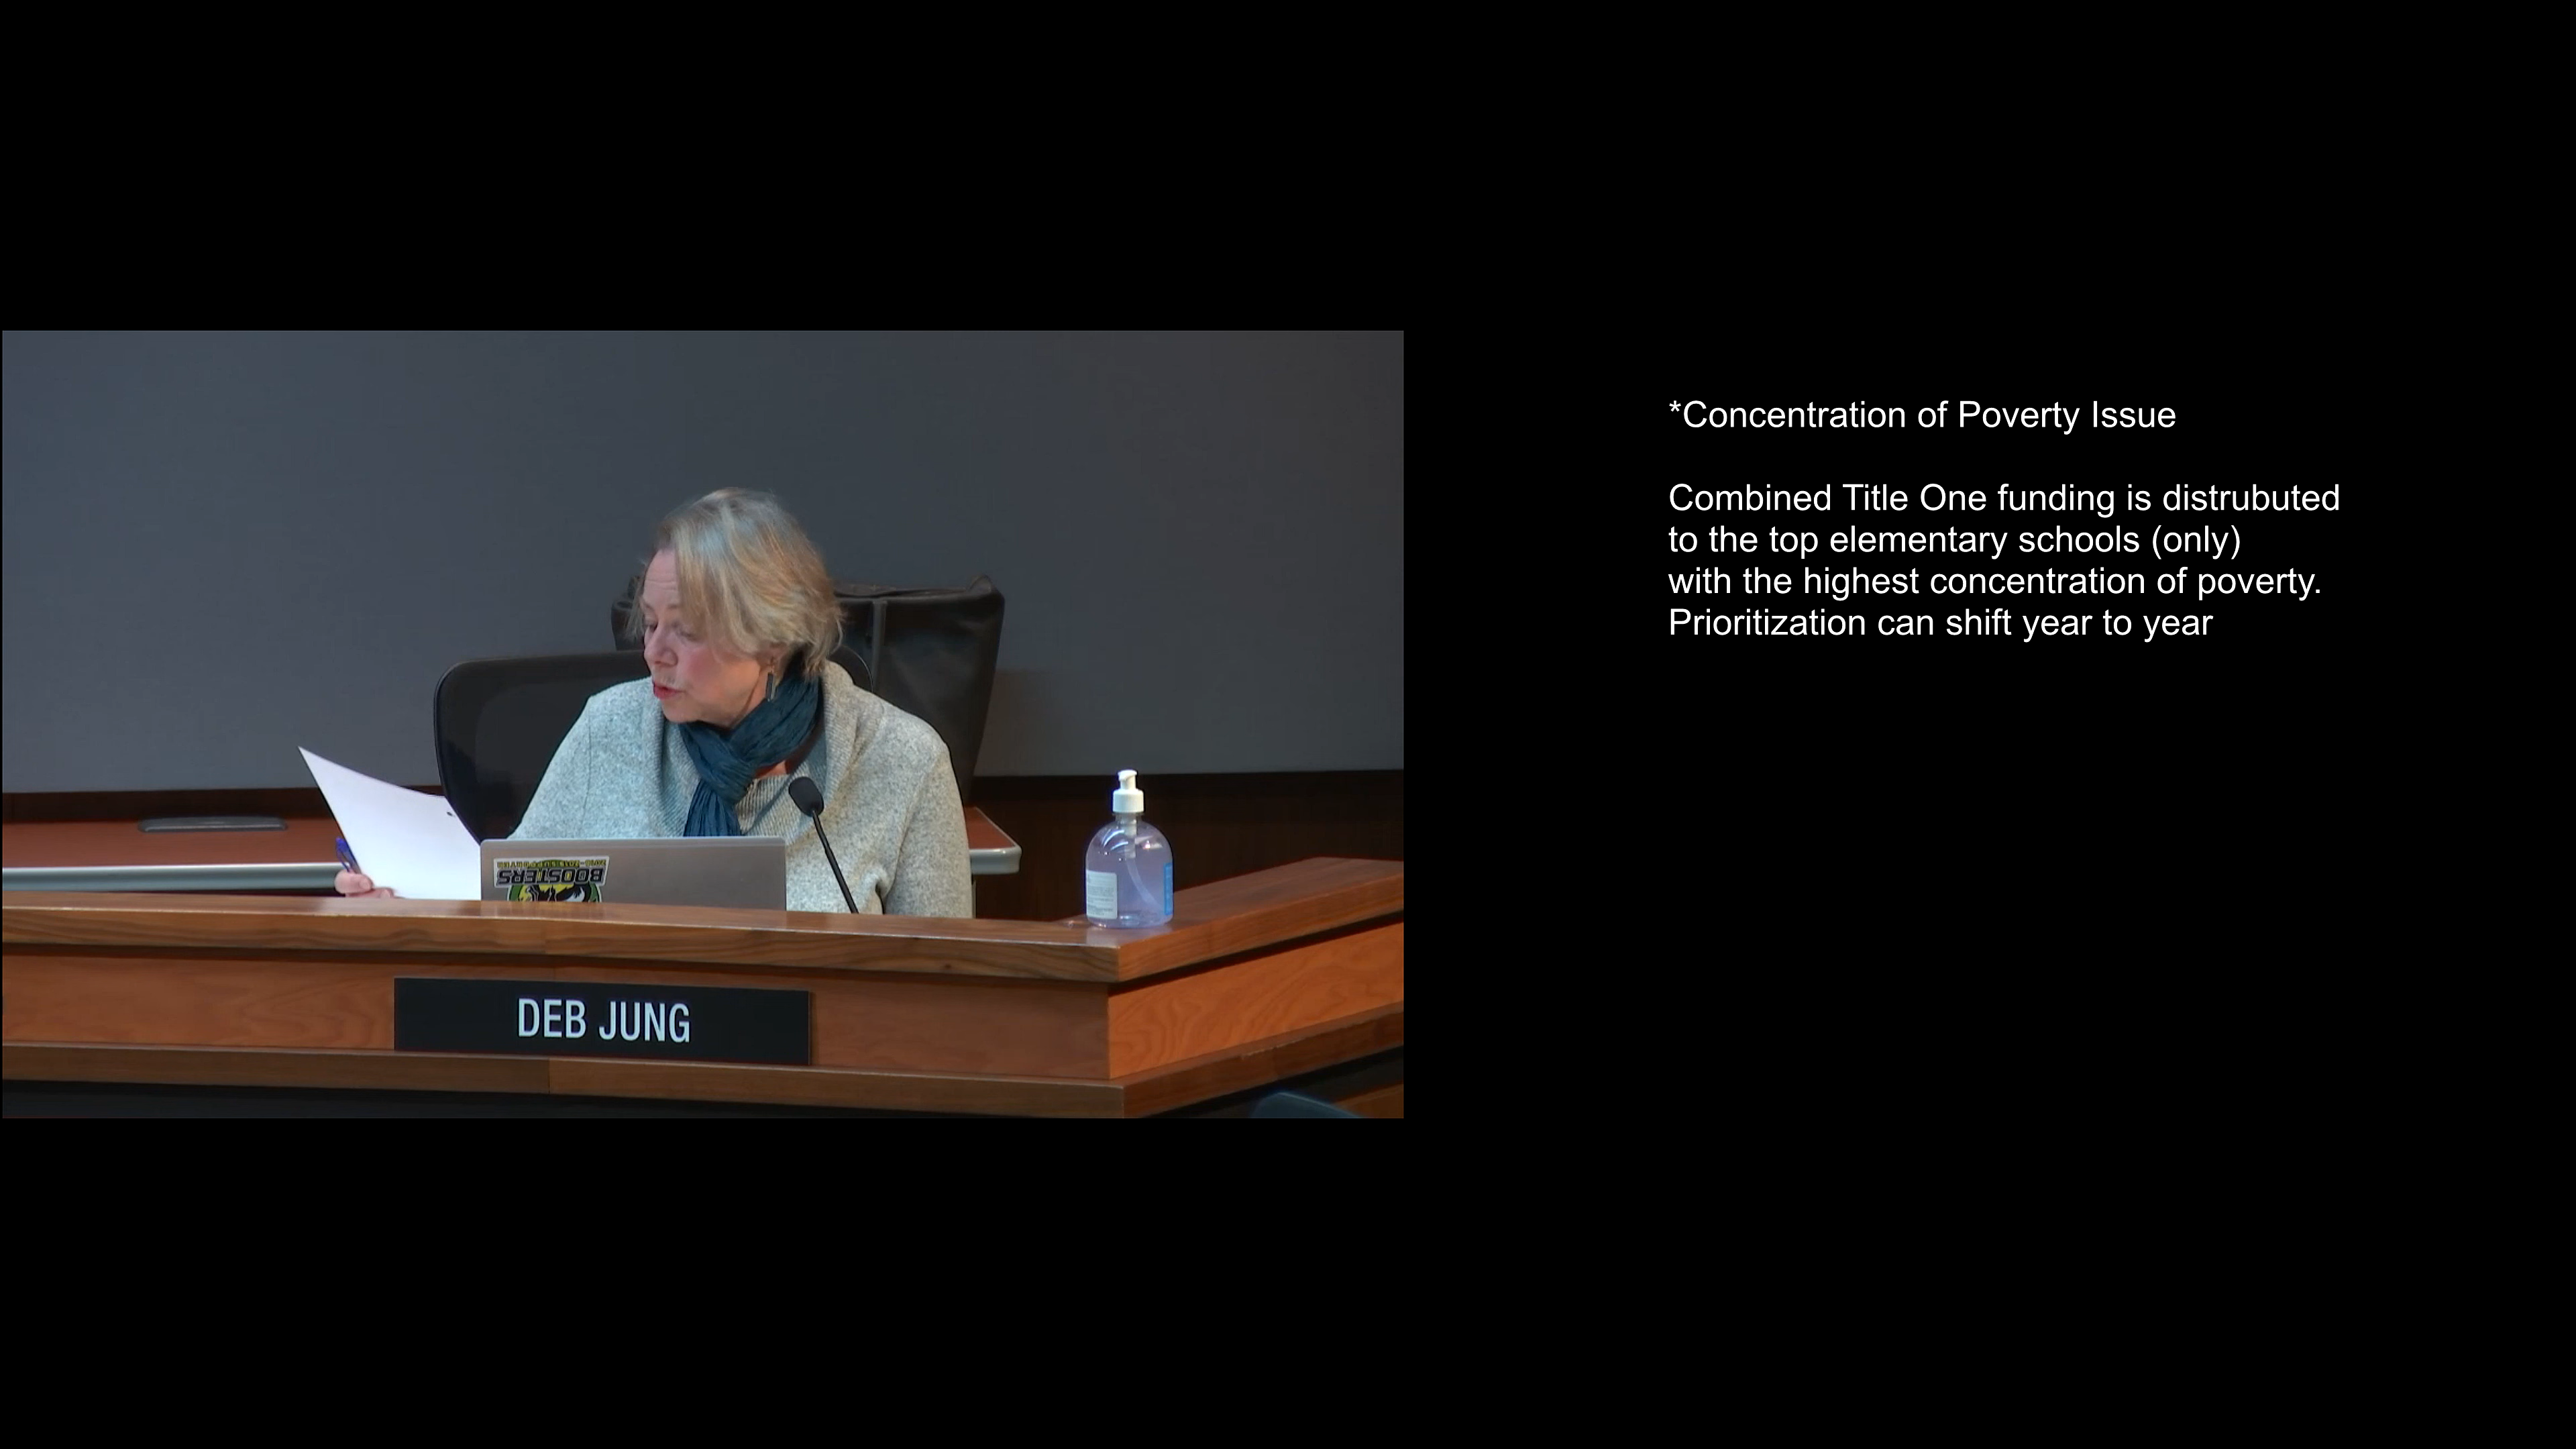 *Concentration of Poverty Issue
Combined Title One funding is distrubuted
to the top elementary schools (only)
with the highest concentration of poverty.
Prioritization can shift year to year
BOOSTERS
DEB JUNG